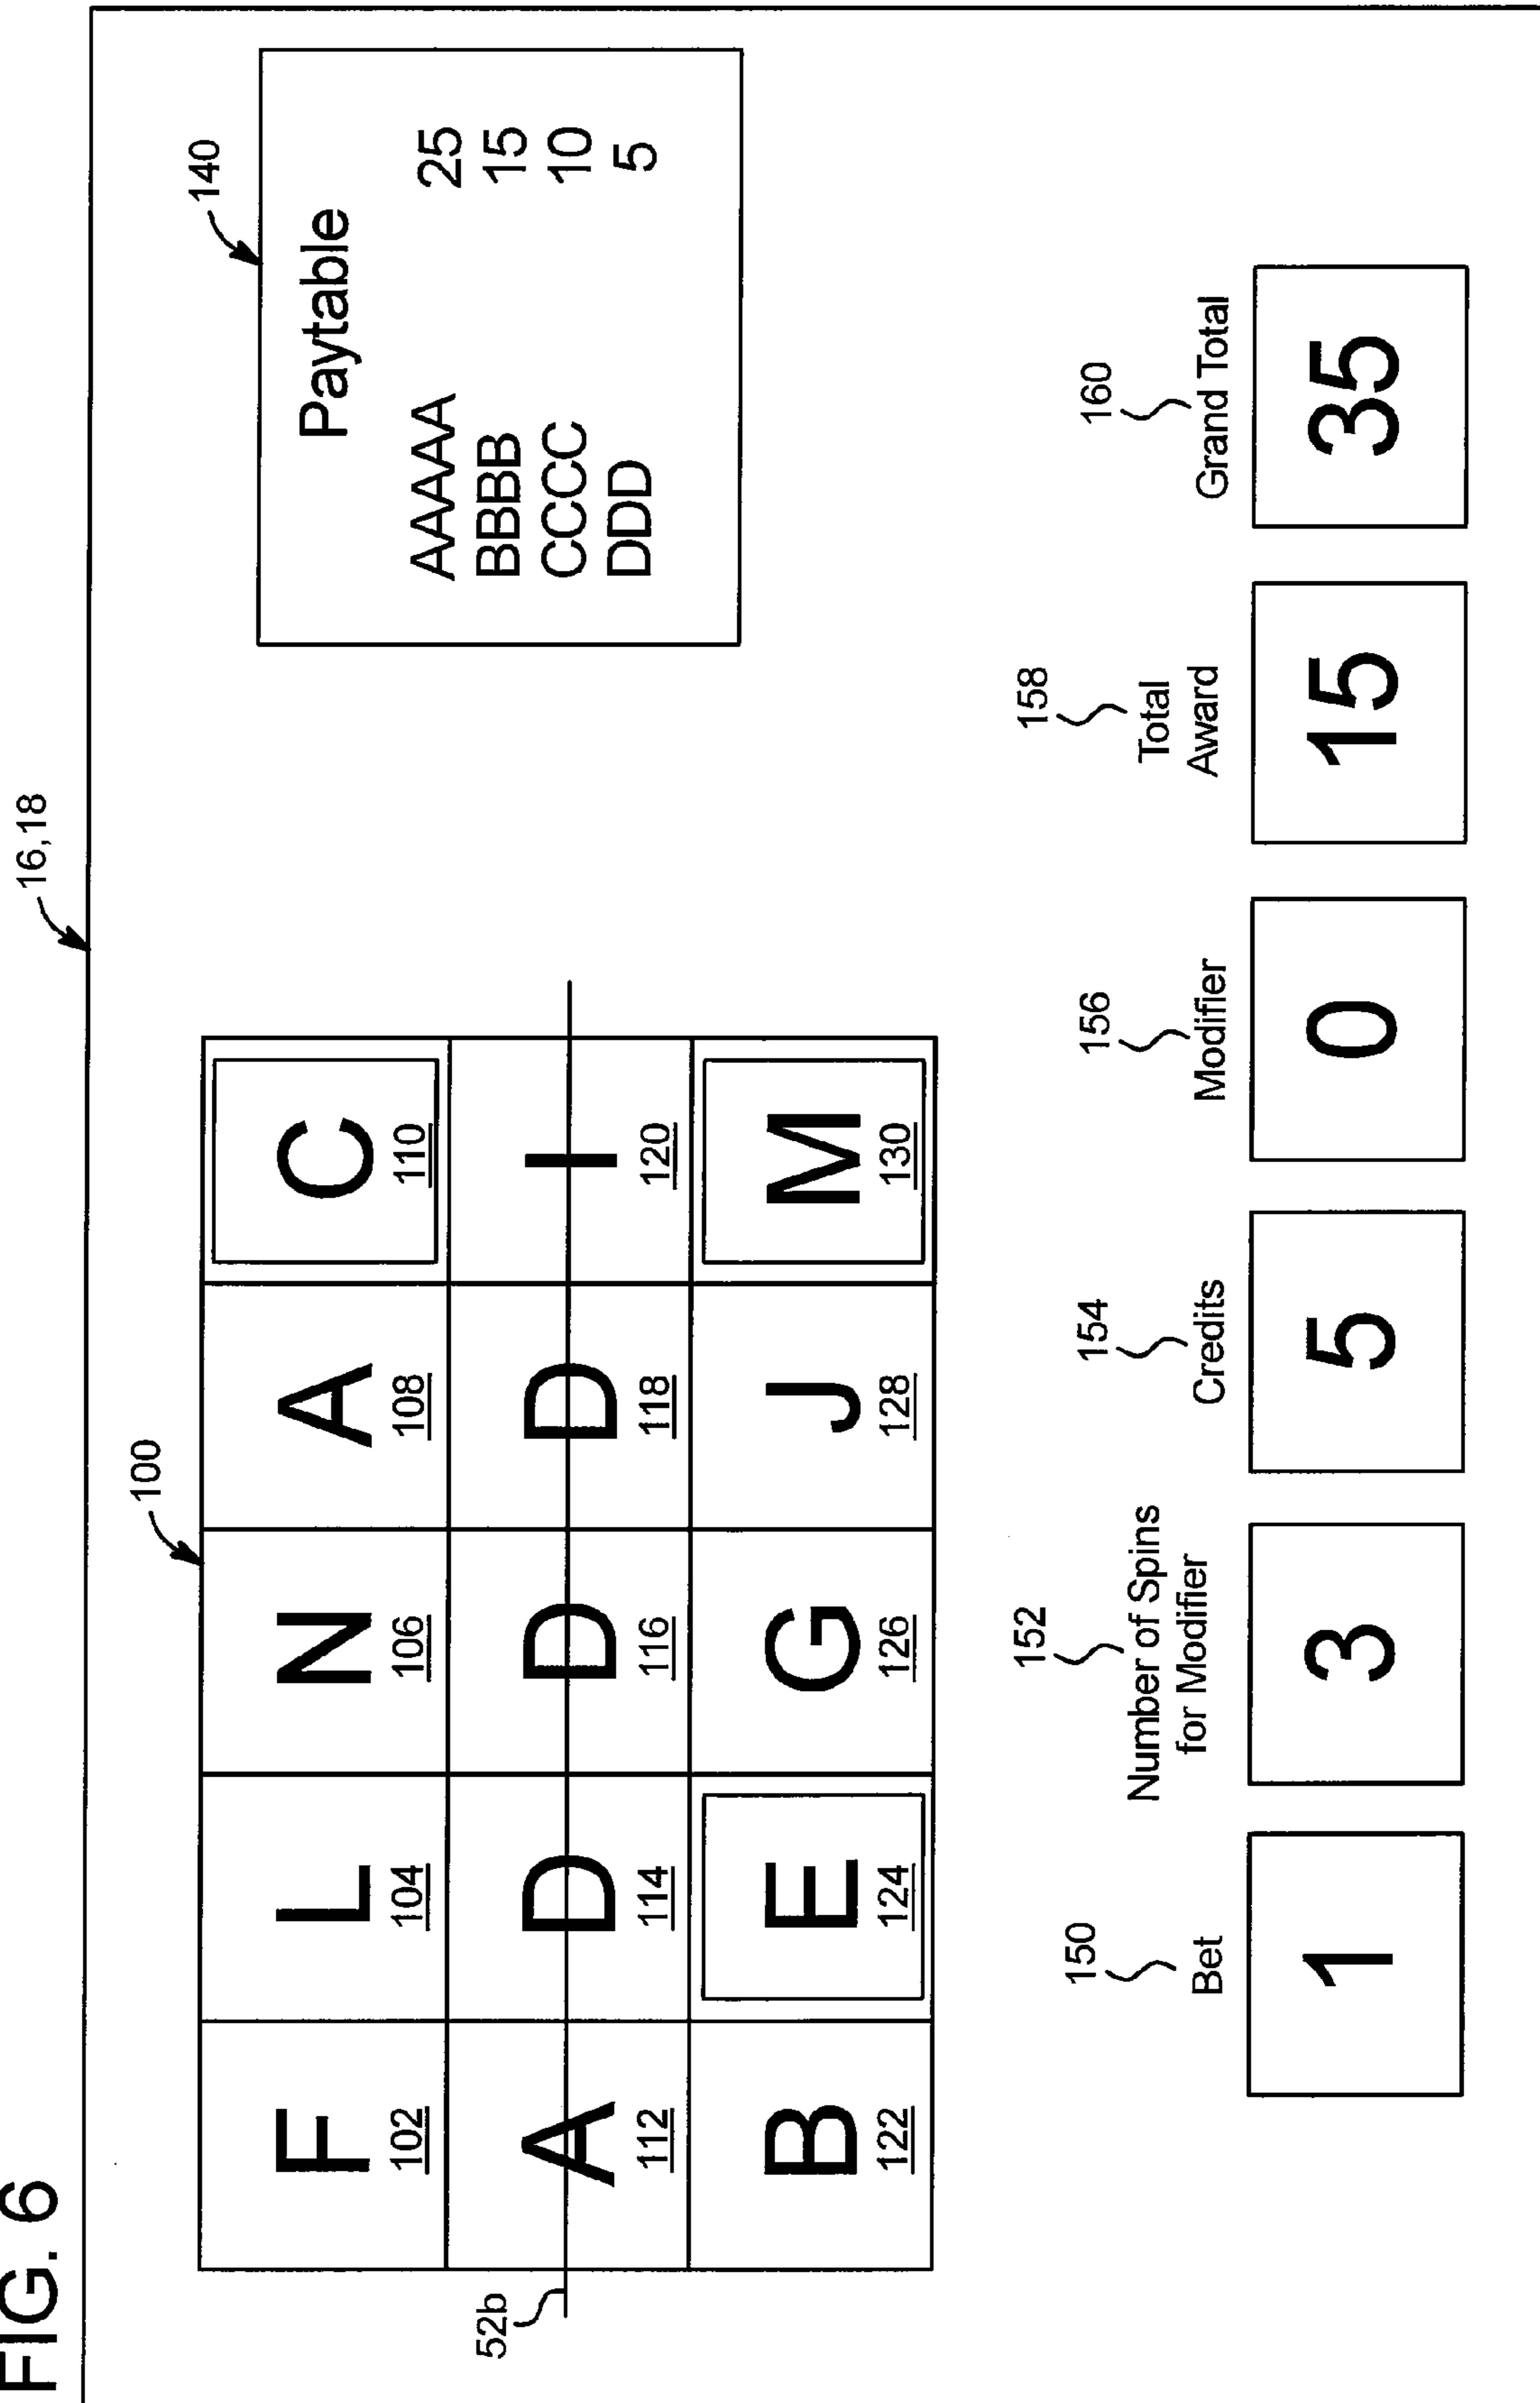 FIG. 6
16,18
100
F L N A C
102 104 106 108 110
52b
A D D D I
112 114 116 118 120
B E G J M
122 124 126 128 130
140
Paytable
AAAAA 25
BBBB 15
CCCC 10
DDD 5
150
Bet
1
152
Number of Spins
for Modifier
3
154
Credits
5
156
Modifier
0
158
Total
Award
15
160
Grand Total
35